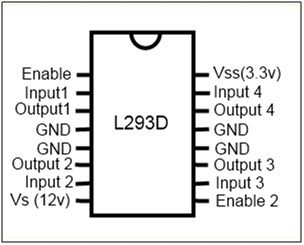 Enable
Input1
Output1
GND
GND
Output 2
Input 2
Vs (12v)
L293D
Vss(3.3v)
Input 4
Output 4
GND
GND
Output 3
Input 3
Enable 2